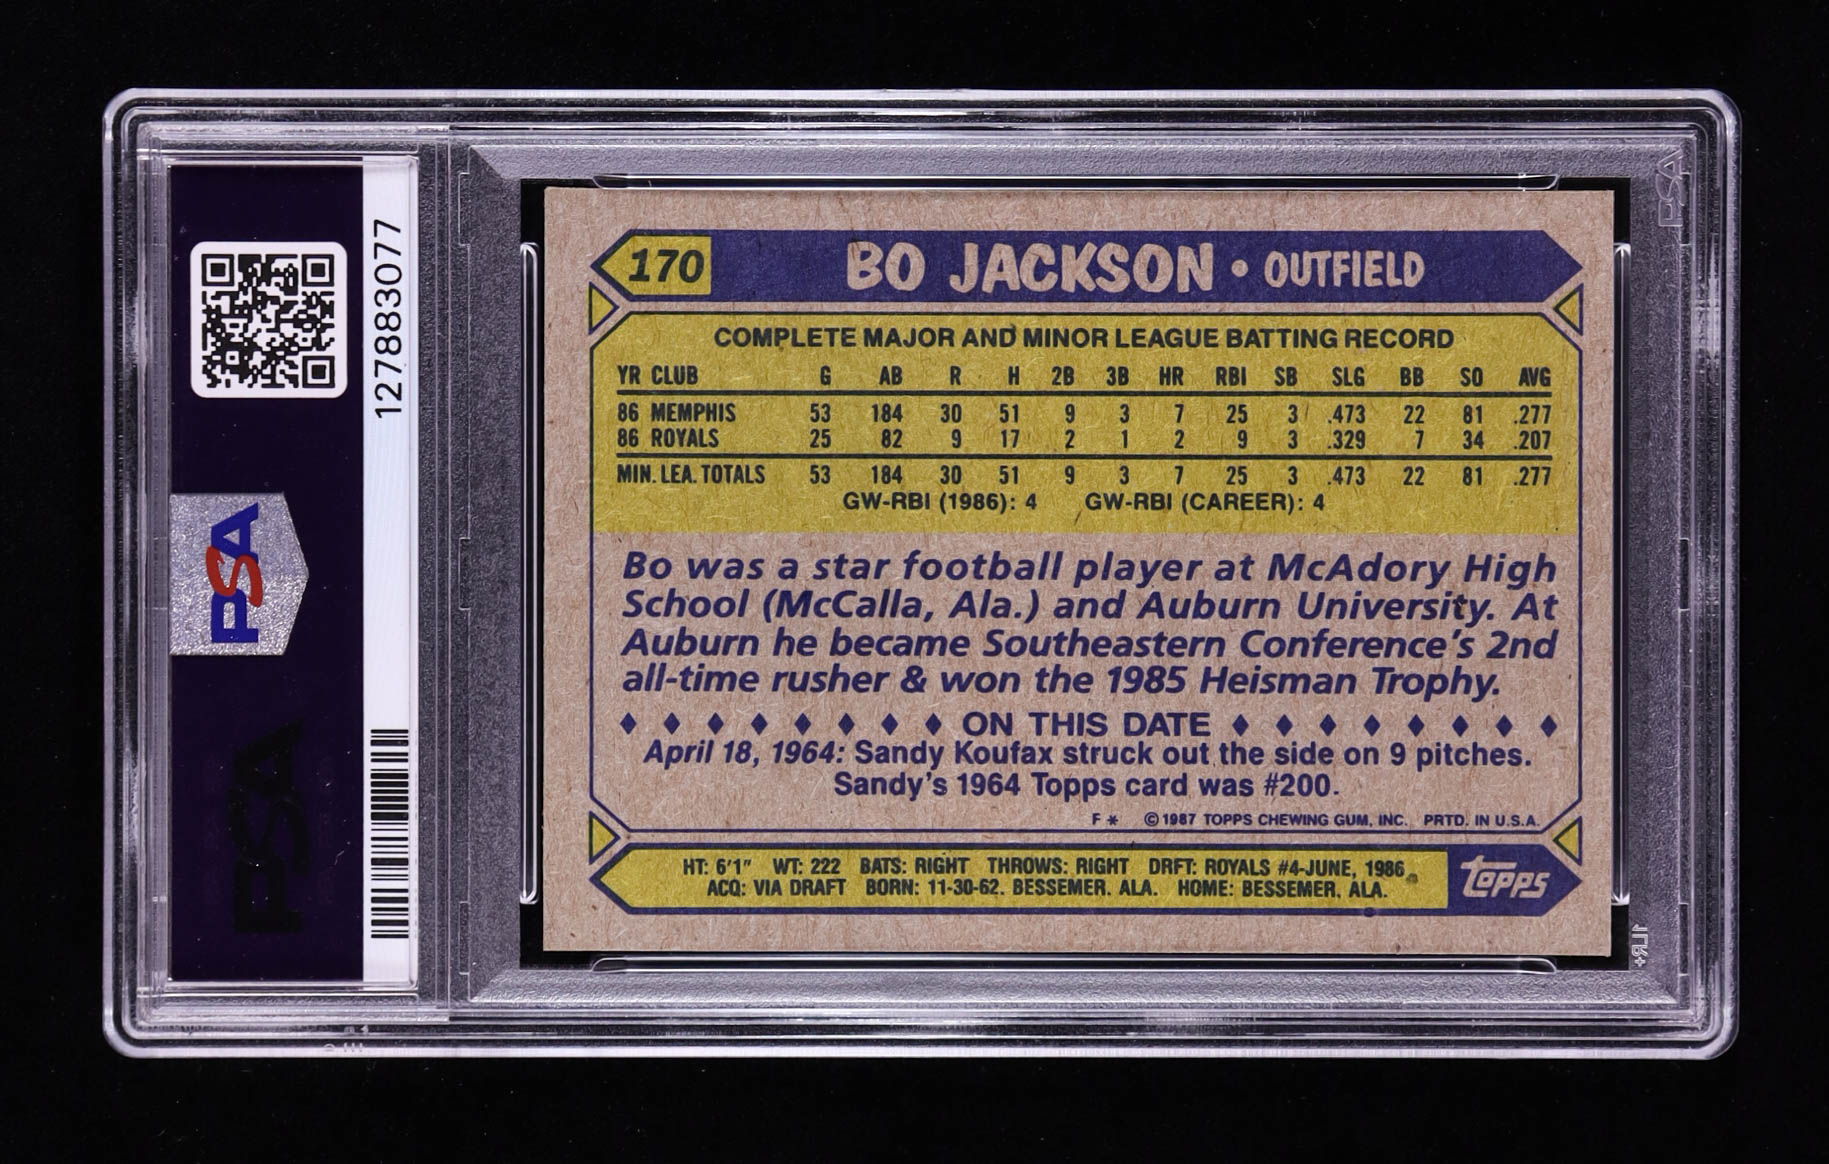 127883077
PSA
PSA
PSA
170 BO JACKSON • OUTFIELD
COMPLETE MAJOR AND MINOR LEAGUE BATTING RECORD
YR CLUB G AB R H 2B 3B HR RBI SB SLG BB SO AVG
86 MEMPHIS 53 184 30 51 9 3 7 25 3 .473 22 81 .277
86 ROYALS 25 82 9 17 2 1 2 9 3 .329 7 34 .207
MIN. LEA. TOTALS 53 184 30 51 9 3 7 25 3 .473 22 81 .277
GW-RBI (1986): 4 GW-RBI (CAREER): 4
Bo was a star football player at McAdory High
School (McCalla, Ala.) and Auburn University. At
Auburn he became Southeastern Conference's 2nd
all-time rusher & won the 1985 Heisman Trophy.
♦ ♦ ♦ ♦ ♦ ♦ ♦ ♦ ON THIS DATE ♦ ♦ ♦ ♦ ♦ ♦ ♦ ♦
April 18, 1964: Sandy Koufax struck out the side on 9 pitches.
Sandy's 1964 Topps card was #200.
F * © 1987 TOPPS CHEWING GUM, INC. PRTD. IN U.S.A.
HT: 6'1" WT: 222 BATS: RIGHT THROWS: RIGHT DRFT: ROYALS #4-JUNE, 1986
ACQ: VIA DRAFT BORN: 11-30-62. BESSEMER. ALA. HOME: BESSEMER, ALA.
Topps